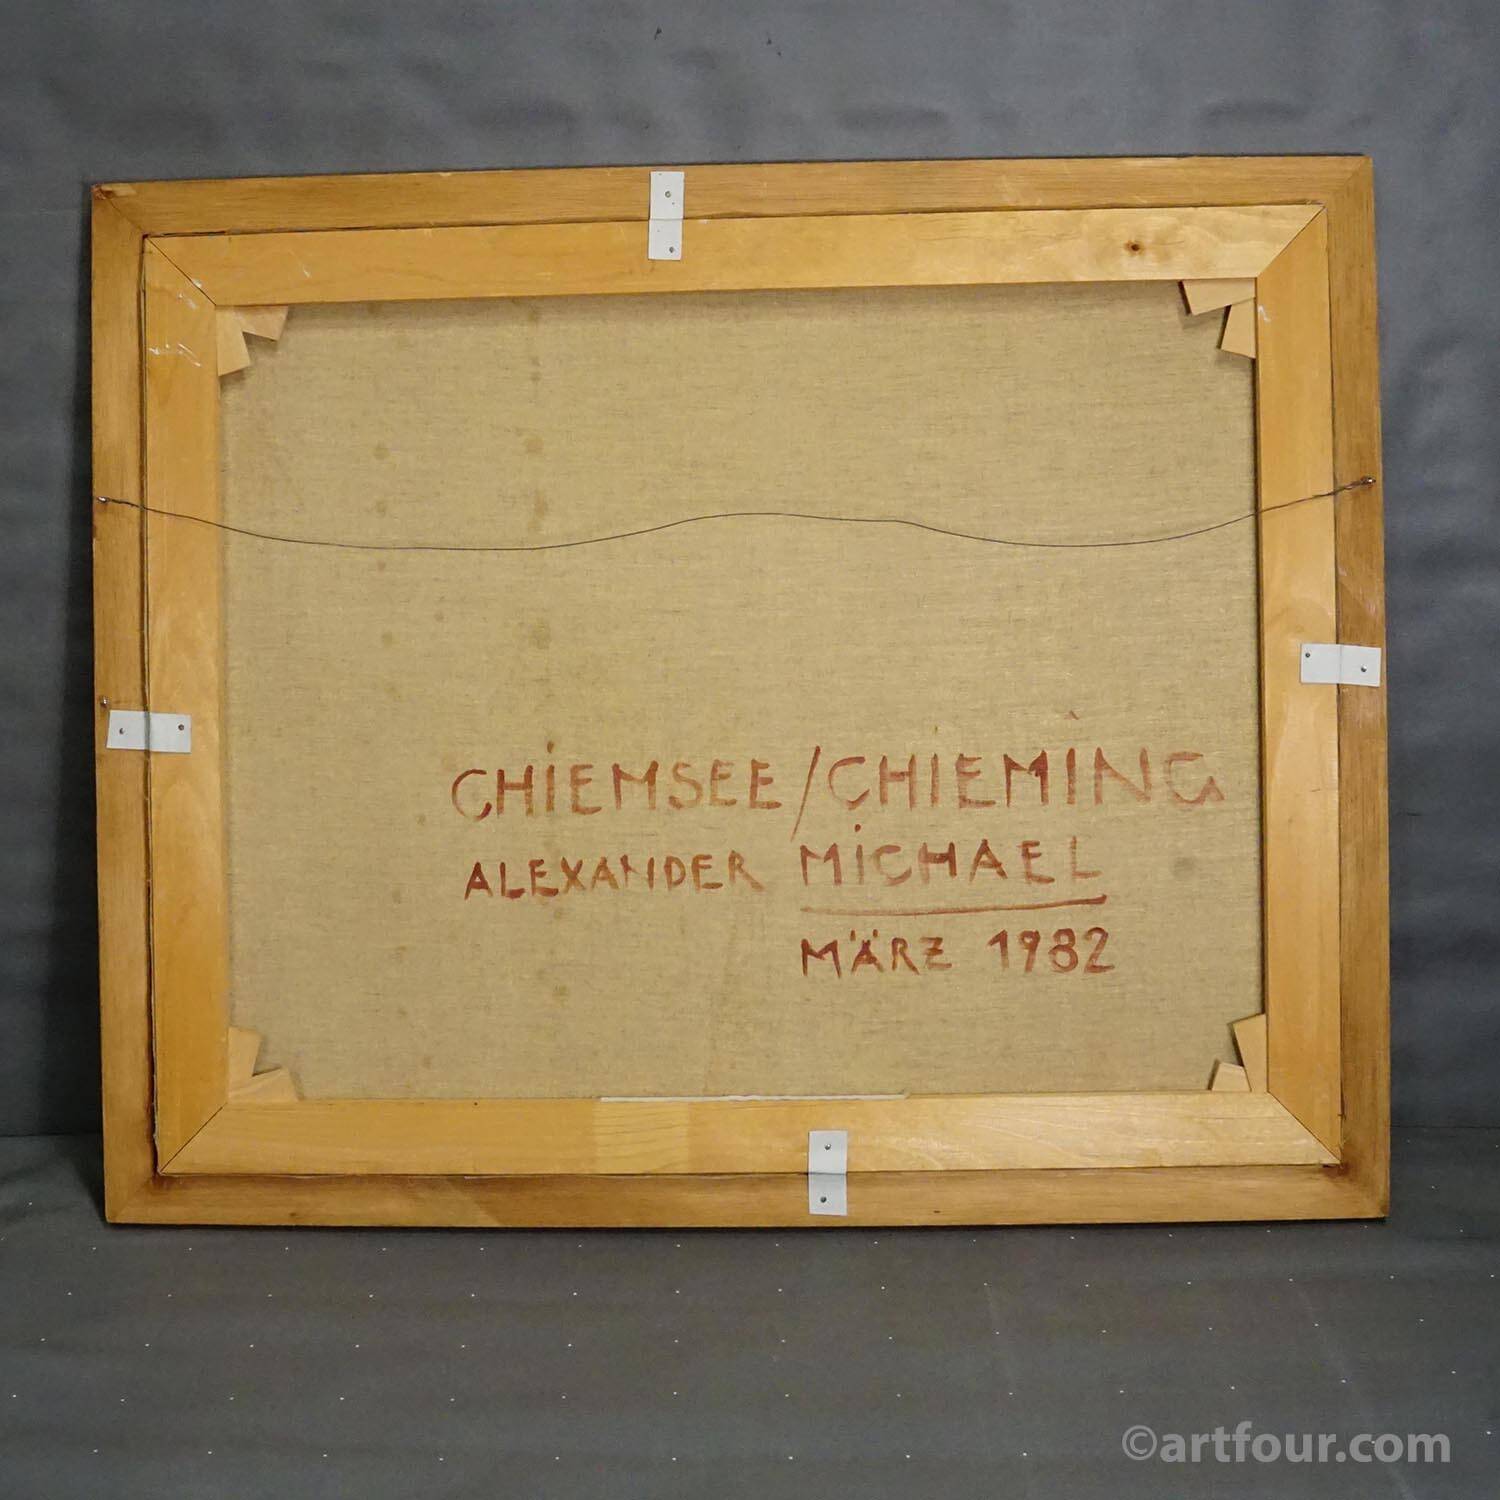 CHIEMSEE/CHIEMING
ALEXANDER MICHAEL
MÄRZ 1982
©artfour.com